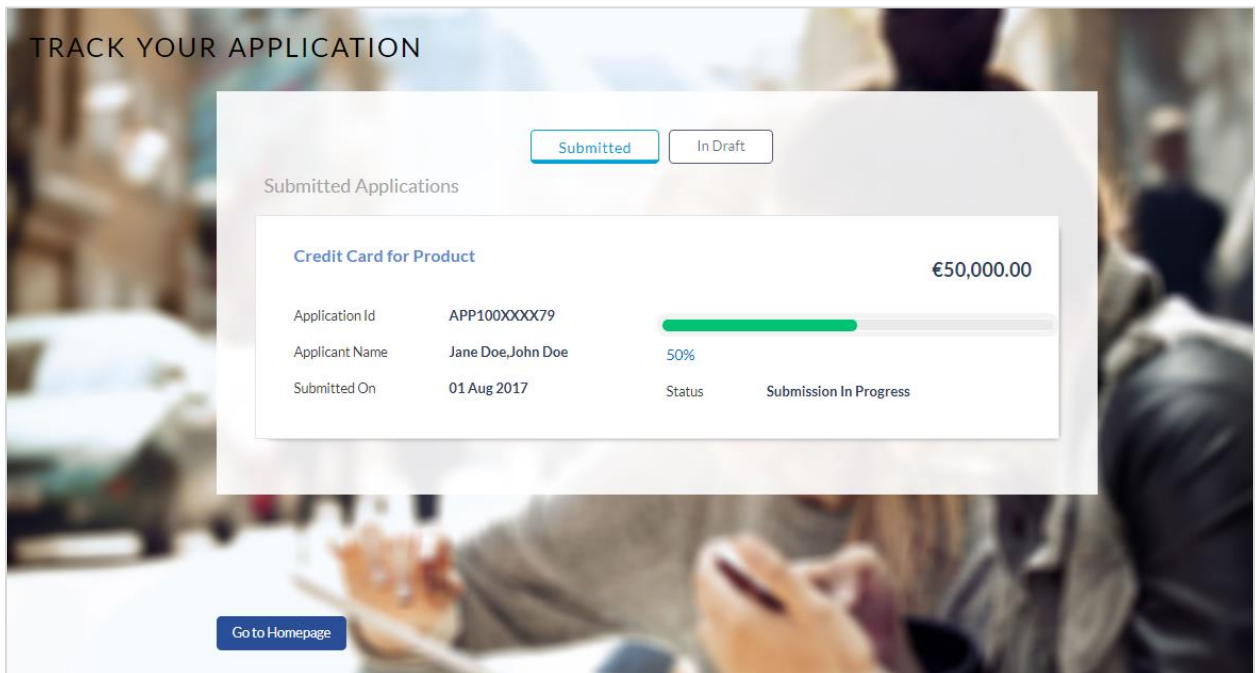 TRACK YOUR APPLICATION
Submitted
In Draft
Submitted Applications
Credit Card for Product
€50,000.00
Application Id APP100XXXX79
Applicant Name Jane Doe,John Doe
50%
Submitted On 01 Aug 2017
Status Submission In Progress
Go to Homepage